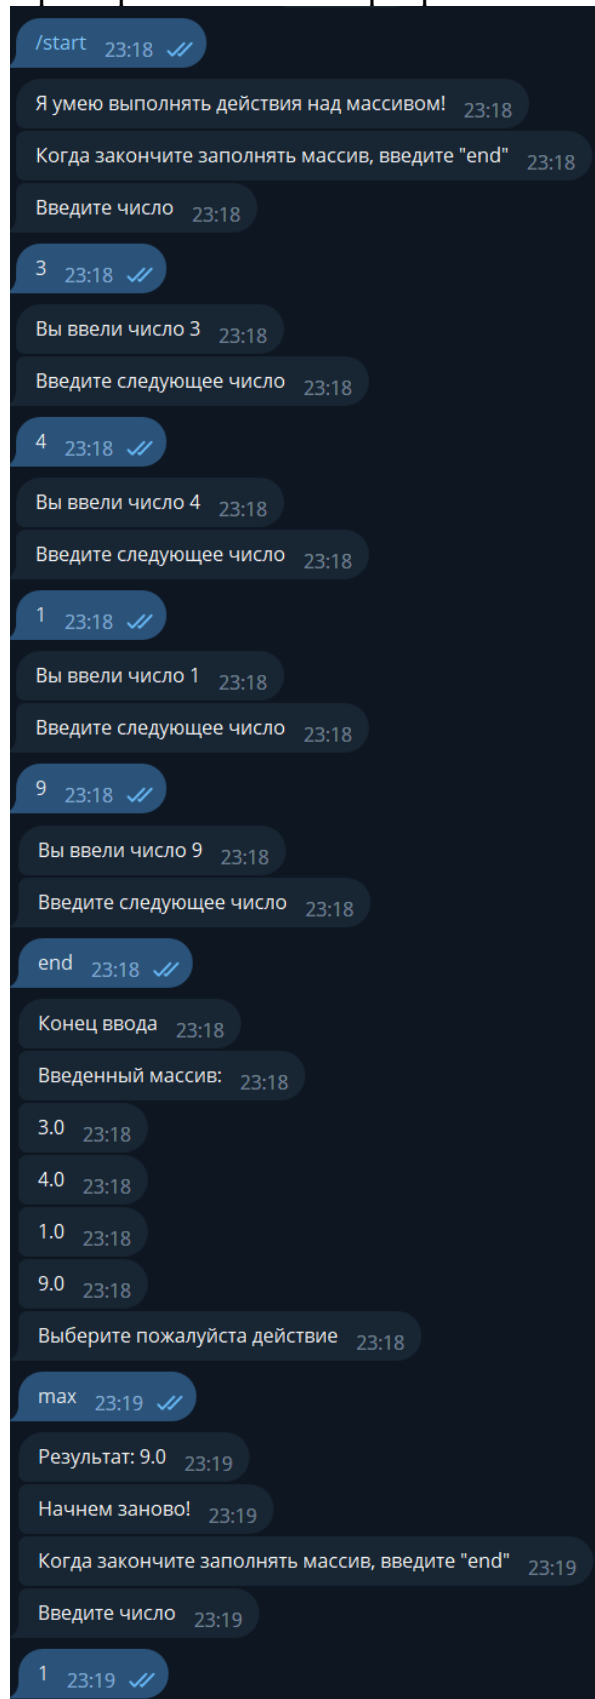 /start 23:18
Я умею выполнять действия над массивом! 23:18
Когда закончите заполнять массив, введите "end" 23:18
Введите число 23:18
3 23:18
Вы ввели число 3 23:18
Введите следующее число 23:18
4 23:18
Вы ввели число 4 23:18
Введите следующее число 23:18
1 23:18
Вы ввели число 1 23:18
Введите следующее число 23:18
9 23:18
Вы ввели число 9 23:18
Введите следующее число 23:18
end 23:18
Конец ввода 23:18
Введенный массив: 23:18
3.0 23:18
4.0 23:18
1.0 23:18
9.0 23:18
Выберите пожалуйста действие 23:18
max 23:19
Результат: 9.0 23:19
Начнем заново! 23:19
Когда закончите заполнять массив, введите "end" 23:19
Введите число 23:19
1 23:19